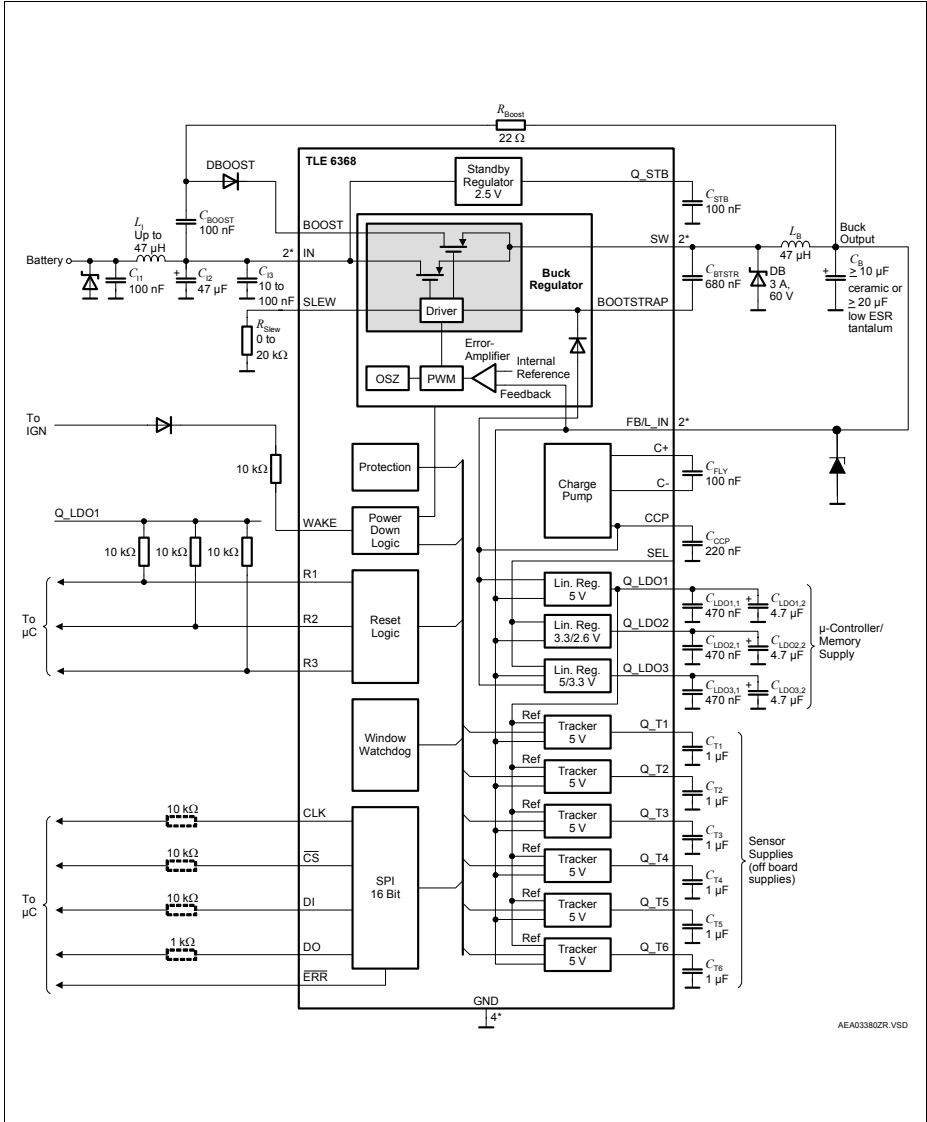 R_Boost
22 Ω
TLE 6368
DBOOST
Standby
Regulator
2.5 V
Q_STB
C_STB
100 nF
C_BOOST
100 nF
BOOST
L_I
Up to
47 µH
Battery
2* IN
SW 2*
L_B
47 µH
Buck
Output
C_I1
100 nF
C_I2
47 µF
+
C_I3
10 to
100 nF
Buck
Regulator
C_BTSTR
680 nF
DB
3 A,
60 V
+
C_B
≥ 10 µF
ceramic or
≥ 20 µF
low ESR
tantalum
SLEW
Driver
BOOTSTRAP
R_Slew
0 to
20 kΩ
Error-
Amplifier
Internal
Reference
OSZ
PWM
Feedback
To
IGN
FB/L_IN 2*
10 kΩ
Protection
Charge
Pump
C+
C-
C_FLY
100 nF
Q_LDO1
WAKE
Power
Down
Logic
CCP
C_CCP
220 nF
10 kΩ
10 kΩ
10 kΩ
SEL
To
µC
R1
R2
R3
Reset
Logic
Lin. Reg.
5 V
Q_LDO1
C_LDO1,1
470 nF
+
C_LDO1,2
4.7 µF
Lin. Reg.
3.3/2.6 V
Q_LDO2
C_LDO2,1
470 nF
+
C_LDO2,2
4.7 µF
Lin. Reg.
5/3.3 V
Q_LDO3
C_LDO3,1
470 nF
+
C_LDO3,2
4.7 µF
µ-Controller/
Memory
Supply
Window
Watchdog
Ref
Tracker
5 V
Q_T1
C_T1
1 µF
Ref
Tracker
5 V
Q_T2
C_T2
1 µF
Ref
Tracker
5 V
Q_T3
C_T3
1 µF
Ref
Tracker
5 V
Q_T4
C_T4
1 µF
Ref
Tracker
5 V
Q_T5
C_T5
1 µF
Ref
Tracker
5 V
Q_T6
C_T6
1 µF
Sensor
Supplies
(off board
supplies)
To
µC
10 kΩ
CLK
10 kΩ
CS
10 kΩ
DI
1 kΩ
DO
ERR
SPI
16 Bit
GND
4*
AEA03380ZR.VSD